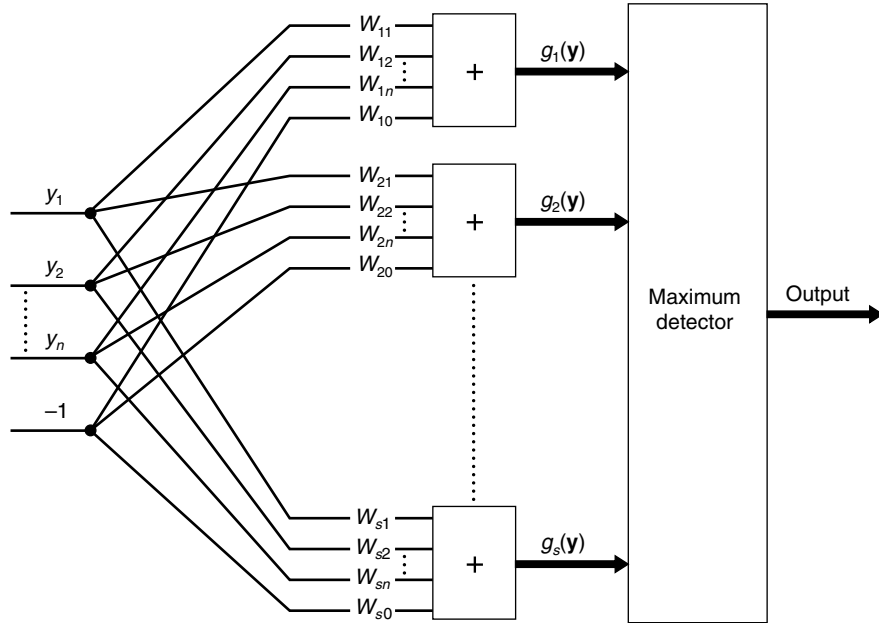 y₁
y₂
yₙ
–1
W₁₁
W₁₂
W₁ₙ
W₁₀
+
g₁(y)
W₂₁
W₂₂
W₂ₙ
W₂₀
+
g₂(y)
Wₛ₁
Wₛ₂
Wₛₙ
Wₛ₀
+
gₛ(y)
Maximum
detector
Output